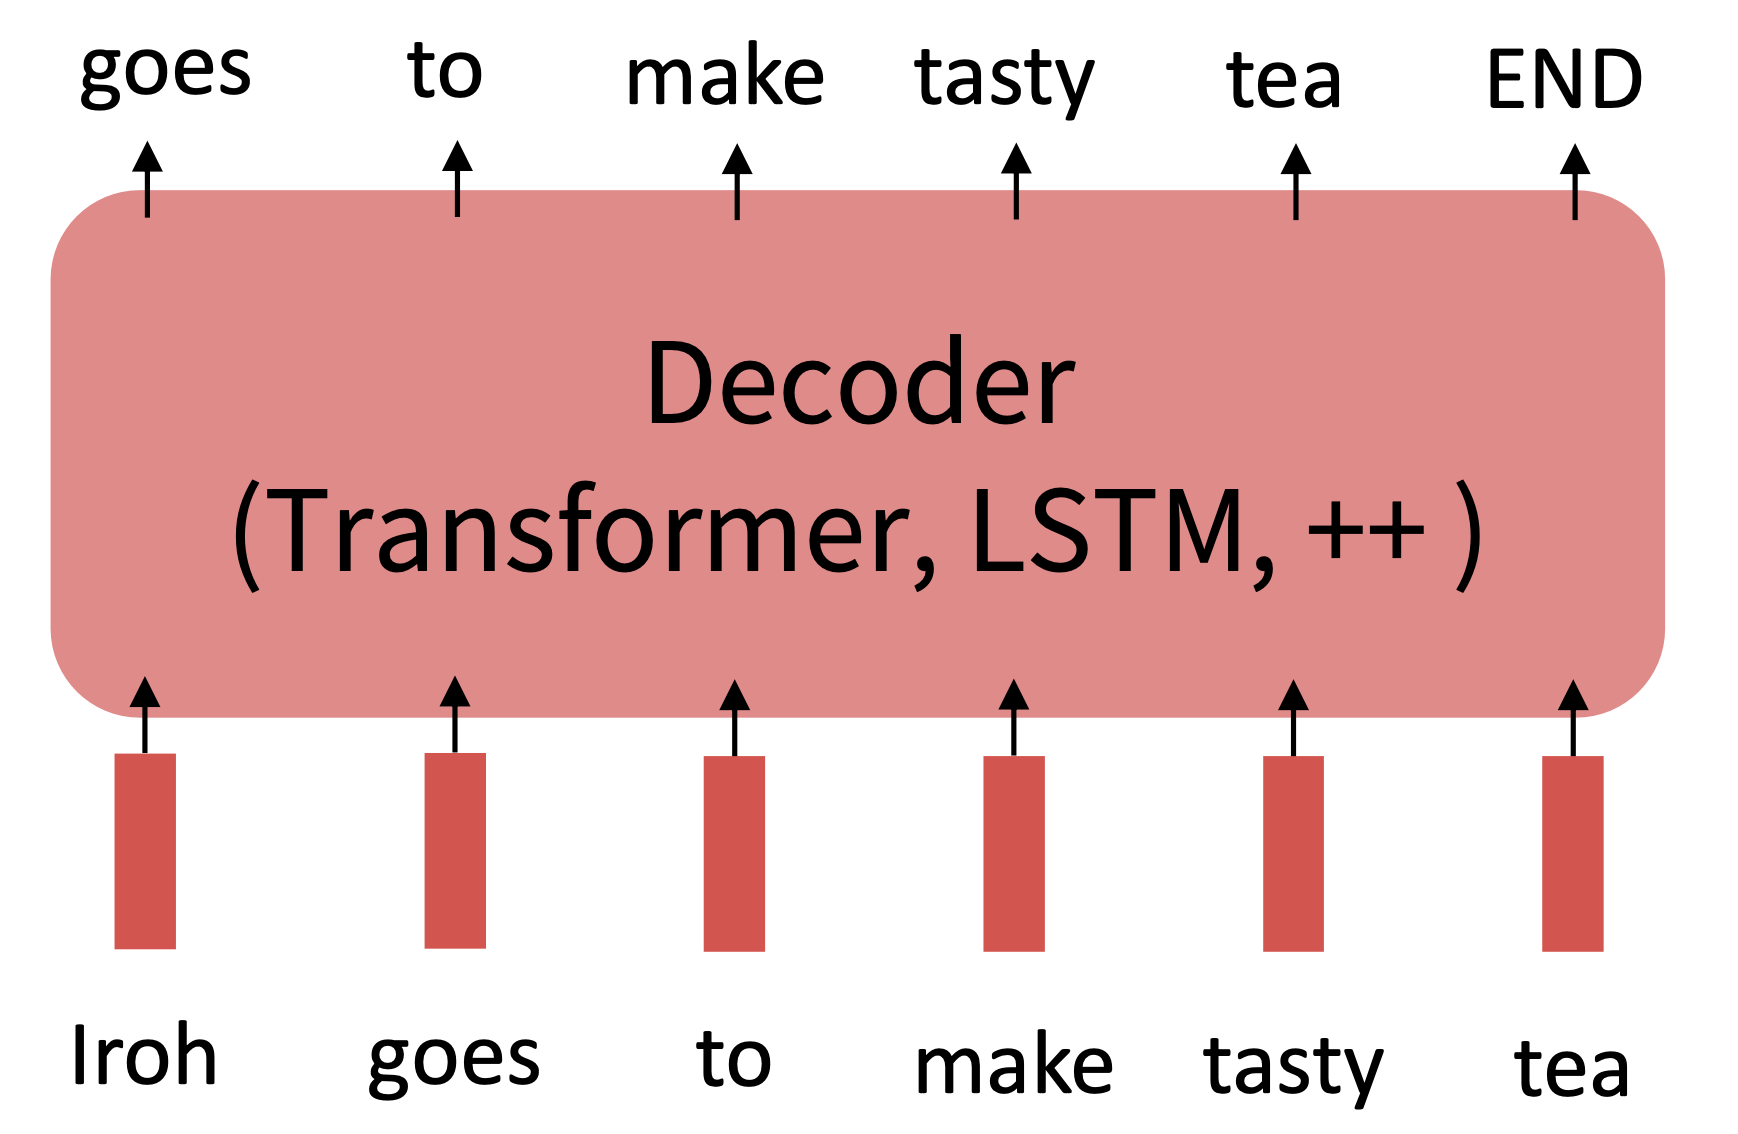 goes to make tasty tea END
Decoder
(Transformer, LSTM, ++ )
Iroh goes to make tasty tea